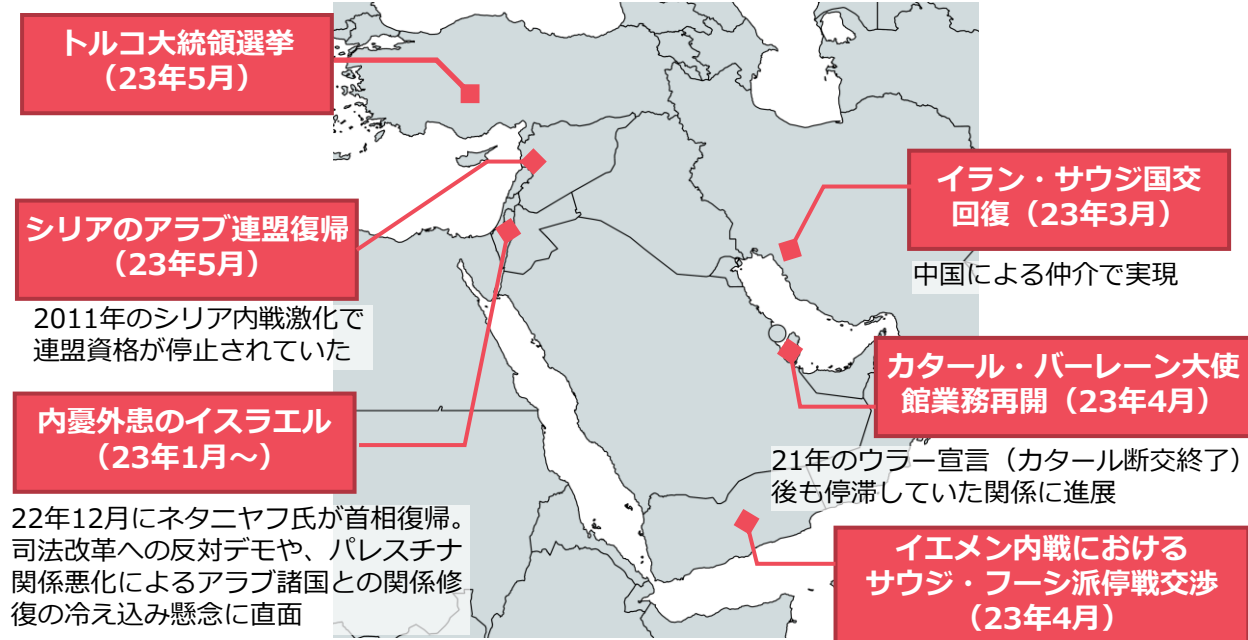 トルコ大統領選挙
（23年5月）
シリアのアラブ連盟復帰
（23年5月）
2011年のシリア内戦激化で
連盟資格が停止されていた
内憂外患のイスラエル
（23年1月～）
22年12月にネタニヤフ氏が首相復帰。
司法改革への反対デモや、パレスチナ
関係悪化によるアラブ諸国との関係修
復の冷え込み懸念に直面
イラン・サウジ国交
回復（23年3月）
中国による仲介で実現
カタール・バーレーン大使
館業務再開（23年4月）
21年のウラー宣言（カタール断交終了）
後も停滞していた関係に進展
イエメン内戦における
サウジ・フーシ派停戦交渉
（23年4月）